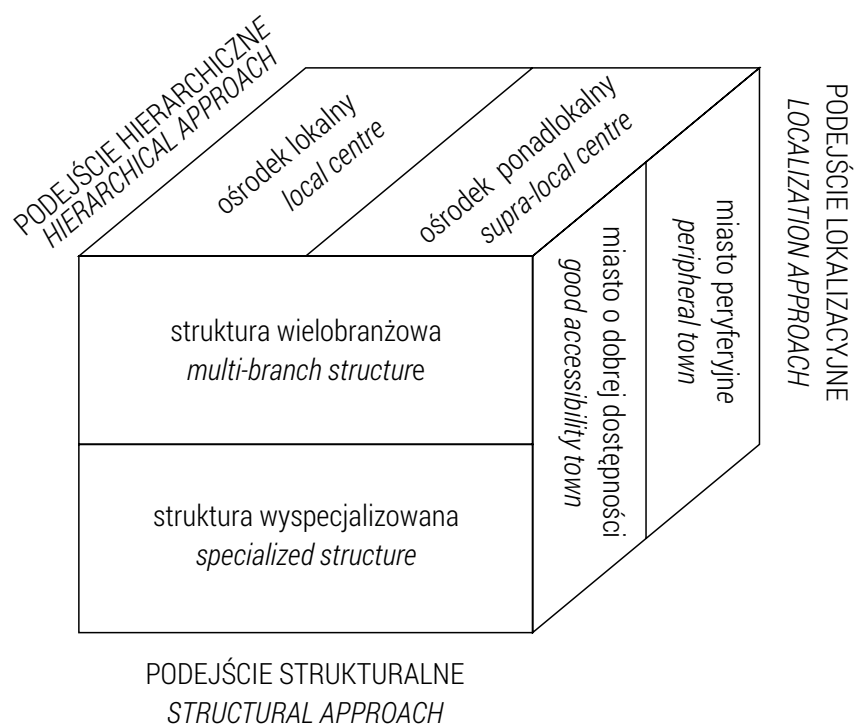 PODEJŚCIE HIERARCHICZNE
HIERARCHICAL APPROACH
ośrodek lokalny
local centre
ośrodek ponadlokalny
supra-local centre
PODEJŚCIE LOKALIZACYJNE
LOCALIZATION APPROACH
miasto peryferyjne
peripheral town
miasto o dobrej dostępności
good accessibility town
struktura wielobranżowa
multi-branch structure
struktura wyspecjalizowana
specialized structure
PODEJŚCIE STRUKTURALNE
STRUCTURAL APPROACH